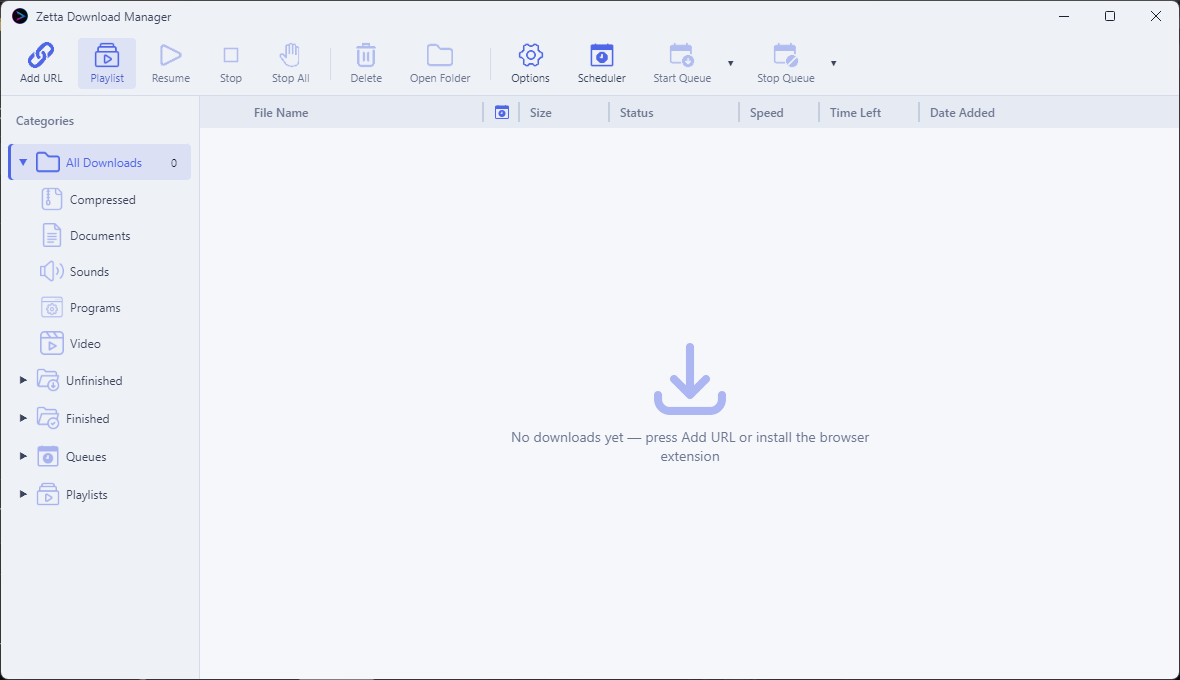 Zetta Download Manager
Add URL
Playlist
Resume
Stop
Stop All
Delete
Open Folder
Options
Scheduler
Start Queue
Stop Queue
Categories
File Name
Size
Status
Speed
Time Left
Date Added
All Downloads 0
Compressed
Documents
Sounds
Programs
Video
Unfinished
Finished
Queues
Playlists
No downloads yet — press Add URL or install the browser
extension